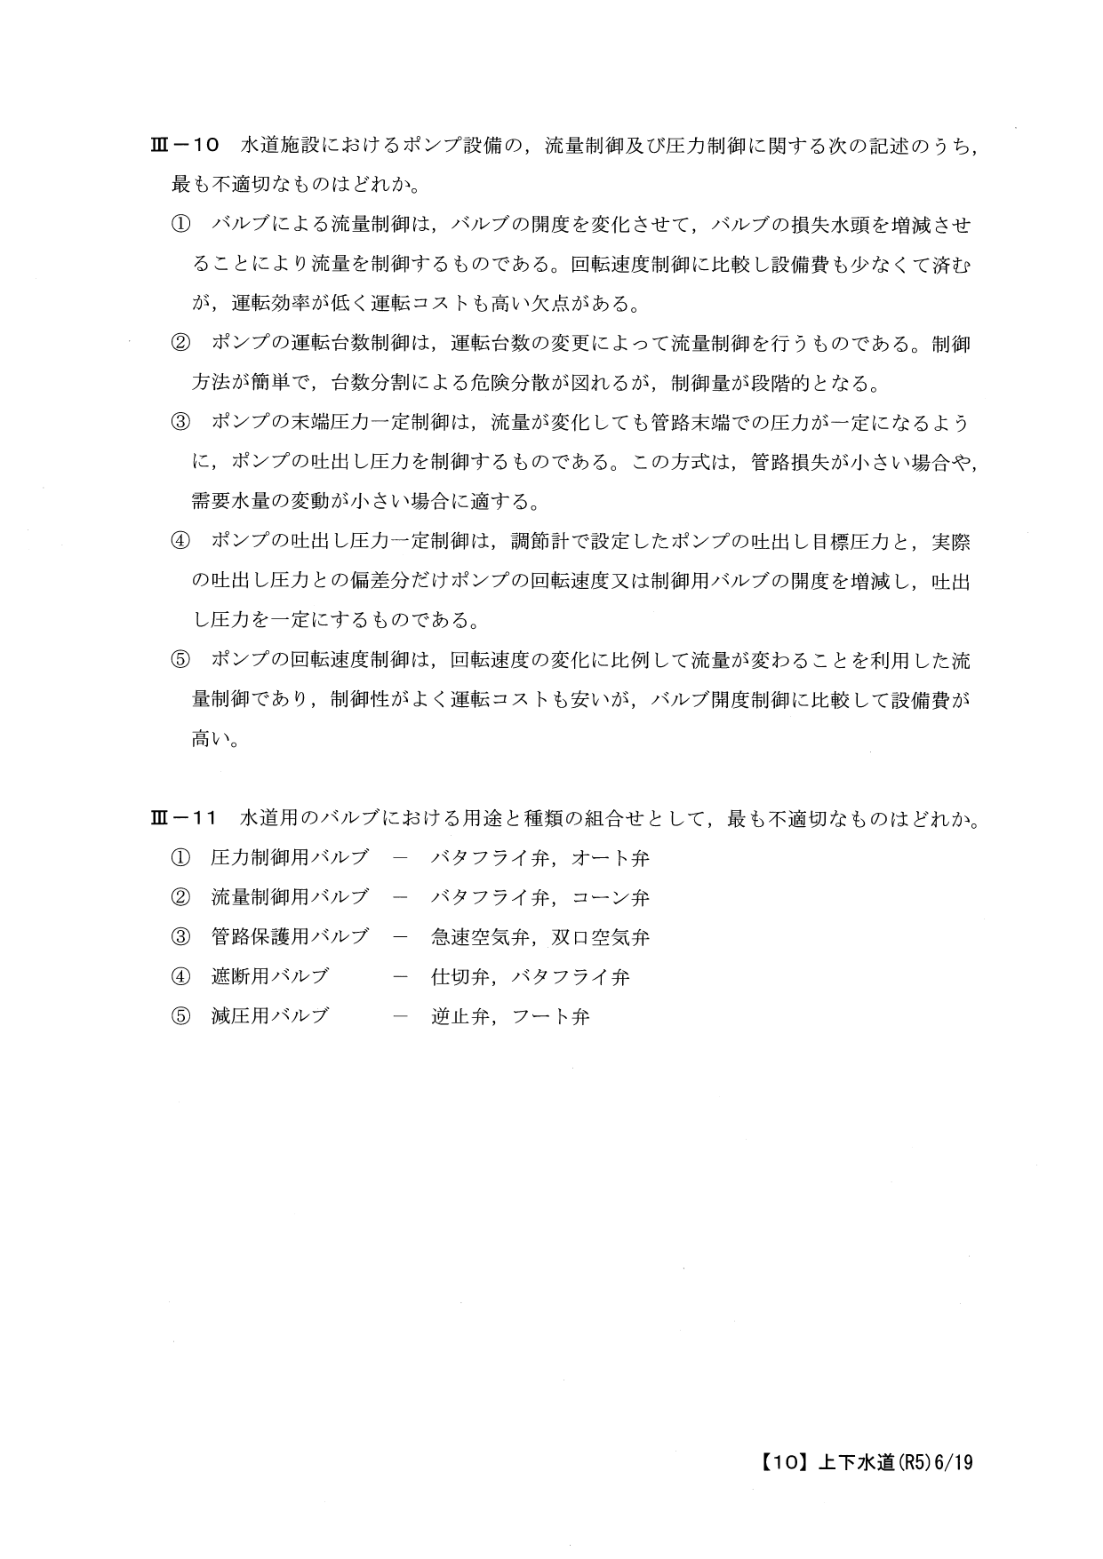 Ⅲ－10　水道施設におけるポンプ設備の，流量制御及び圧力制御に関する次の記述のうち，
最も不適切なものはどれか。
①　バルブによる流量制御は，バルブの開度を変化させて，バルブの損失水頭を増減させ
ることにより流量を制御するものである。回転速度制御に比較し設備費も少なくて済む
が，運転効率が低く運転コストも高い欠点がある。
②　ポンプの運転台数制御は，運転台数の変更によって流量制御を行うものである。制御
方法が簡単で，台数分割による危険分散が図れるが，制御量が段階的となる。
③　ポンプの末端圧力一定制御は，流量が変化しても管路末端での圧力が一定になるよう
に，ポンプの吐出し圧力を制御するものである。この方式は，管路損失が小さい場合や，
需要水量の変動が小さい場合に適する。
④　ポンプの吐出し圧力一定制御は，調節計で設定したポンプの吐出し目標圧力と，実際
の吐出し圧力との偏差分だけポンプの回転速度又は制御用バルブの開度を増減し，吐出
し圧力を一定にするものである。
⑤　ポンプの回転速度制御は，回転速度の変化に比例して流量が変わることを利用した流
量制御であり，制御性がよく運転コストも安いが，バルブ開度制御に比較して設備費が
高い。
Ⅲ－11　水道用のバルブにおける用途と種類の組合せとして，最も不適切なものはどれか。
①　圧力制御用バルブ　－　バタフライ弁，オート弁
②　流量制御用バルブ　－　バタフライ弁，コーン弁
③　管路保護用バルブ　－　急速空気弁，双口空気弁
④　遮断用バルブ　　　－　仕切弁，バタフライ弁
⑤　減圧用バルブ　　　－　逆止弁，フート弁
【10】上下水道(R5)6/19